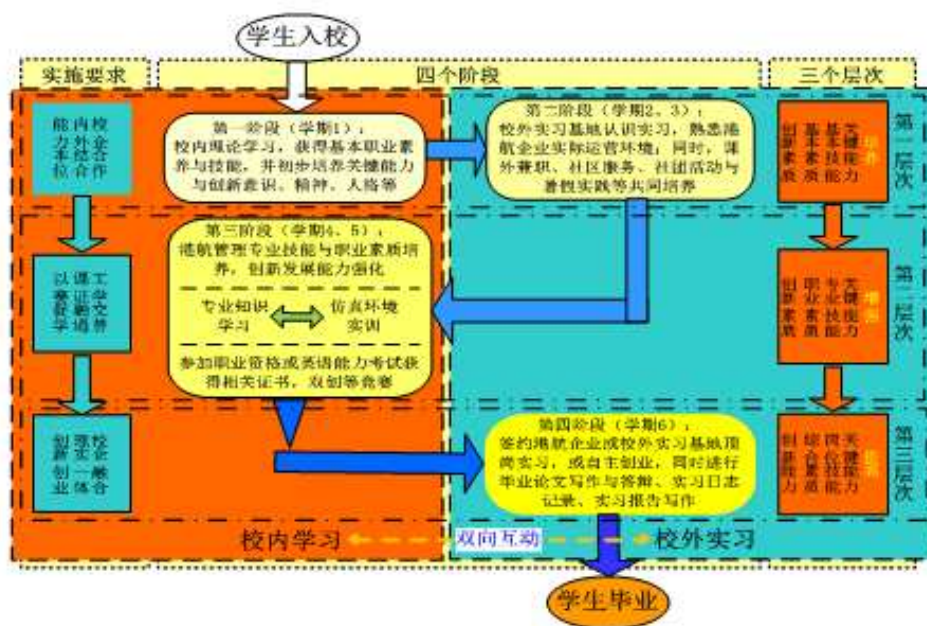 学生入校
实施要求
四个阶段
三个层次
能力本位
内外结合
校企合作
第一阶段（学期1）：
校内理论学习，获得基本职业素
养与技能，并初步培养关键能力
与创新意识、精神、人格等
第二阶段（学期2、3）：
校外实习基地认识实习，熟悉港
航企业实际运营环境；同时，课
外兼职、社区服务、社团活动与
暑假实践等共同培养
关键能力
基本技能
基本素质
创新素质
培养
第一层次
以赛促学
课证融通
工学交替
第三阶段（学期4、5）：
港航管理专业技能与职业素质培
养，创新发展能力强化
专业知识
学习
仿真环境
实训
参加职业资格或英语能力考试获
得相关证书，双创等竞赛
关键能力
专业技能
职业素质
创新素质
第二层次
创新创业
理实一体
校企融合
第四阶段（学期6）：
签约港航企业或校外实习基地顶
岗实习，或自主创业，同时进行
毕业论文写作与答辩、实习日志
记录、实习报告写作
关键能力
岗位技能
综合素质
创新能力
第三层次
校内学习
双向互动
校外实习
学生毕业